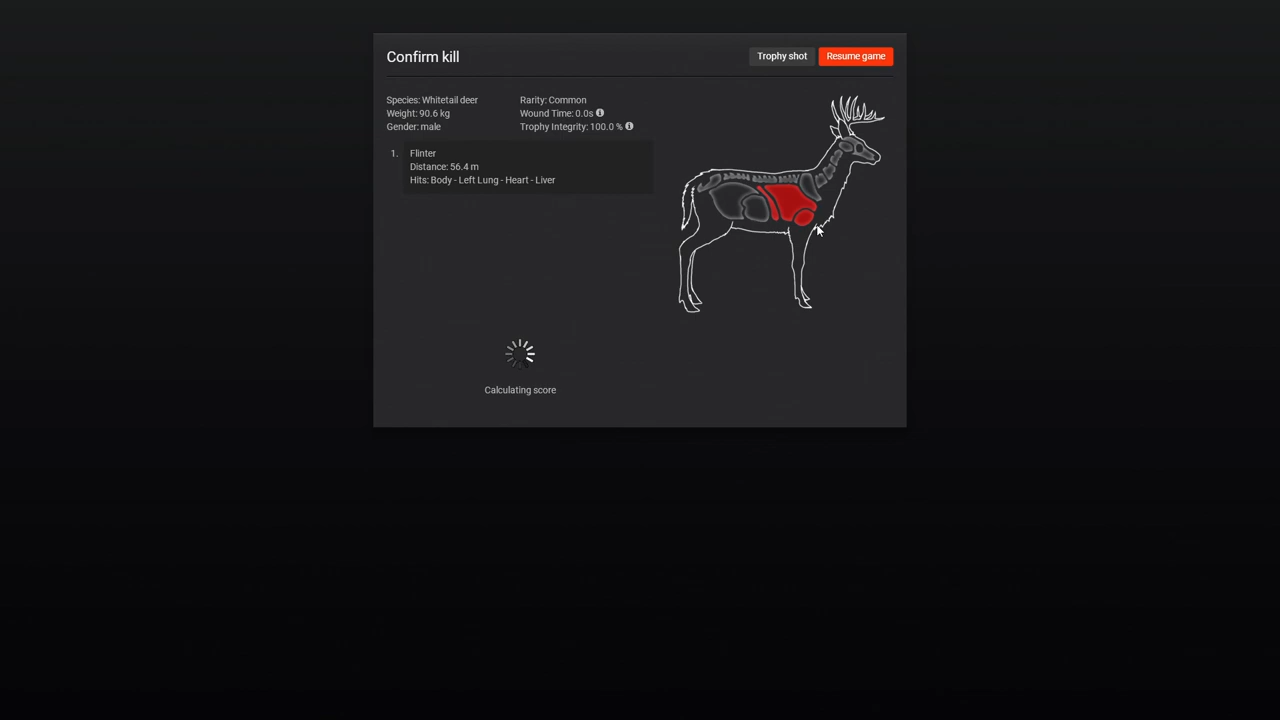 Confirm kill
Trophy shot
Resume game
Species: Whitetail deer
Rarity: Common
Weight: 90.6 kg
Wound Time: 0.0s
Gender: male
Trophy Integrity: 100.0 %
1. Flinter
Distance: 56.4 m
Hits: Body - Left Lung - Heart - Liver
Calculating score